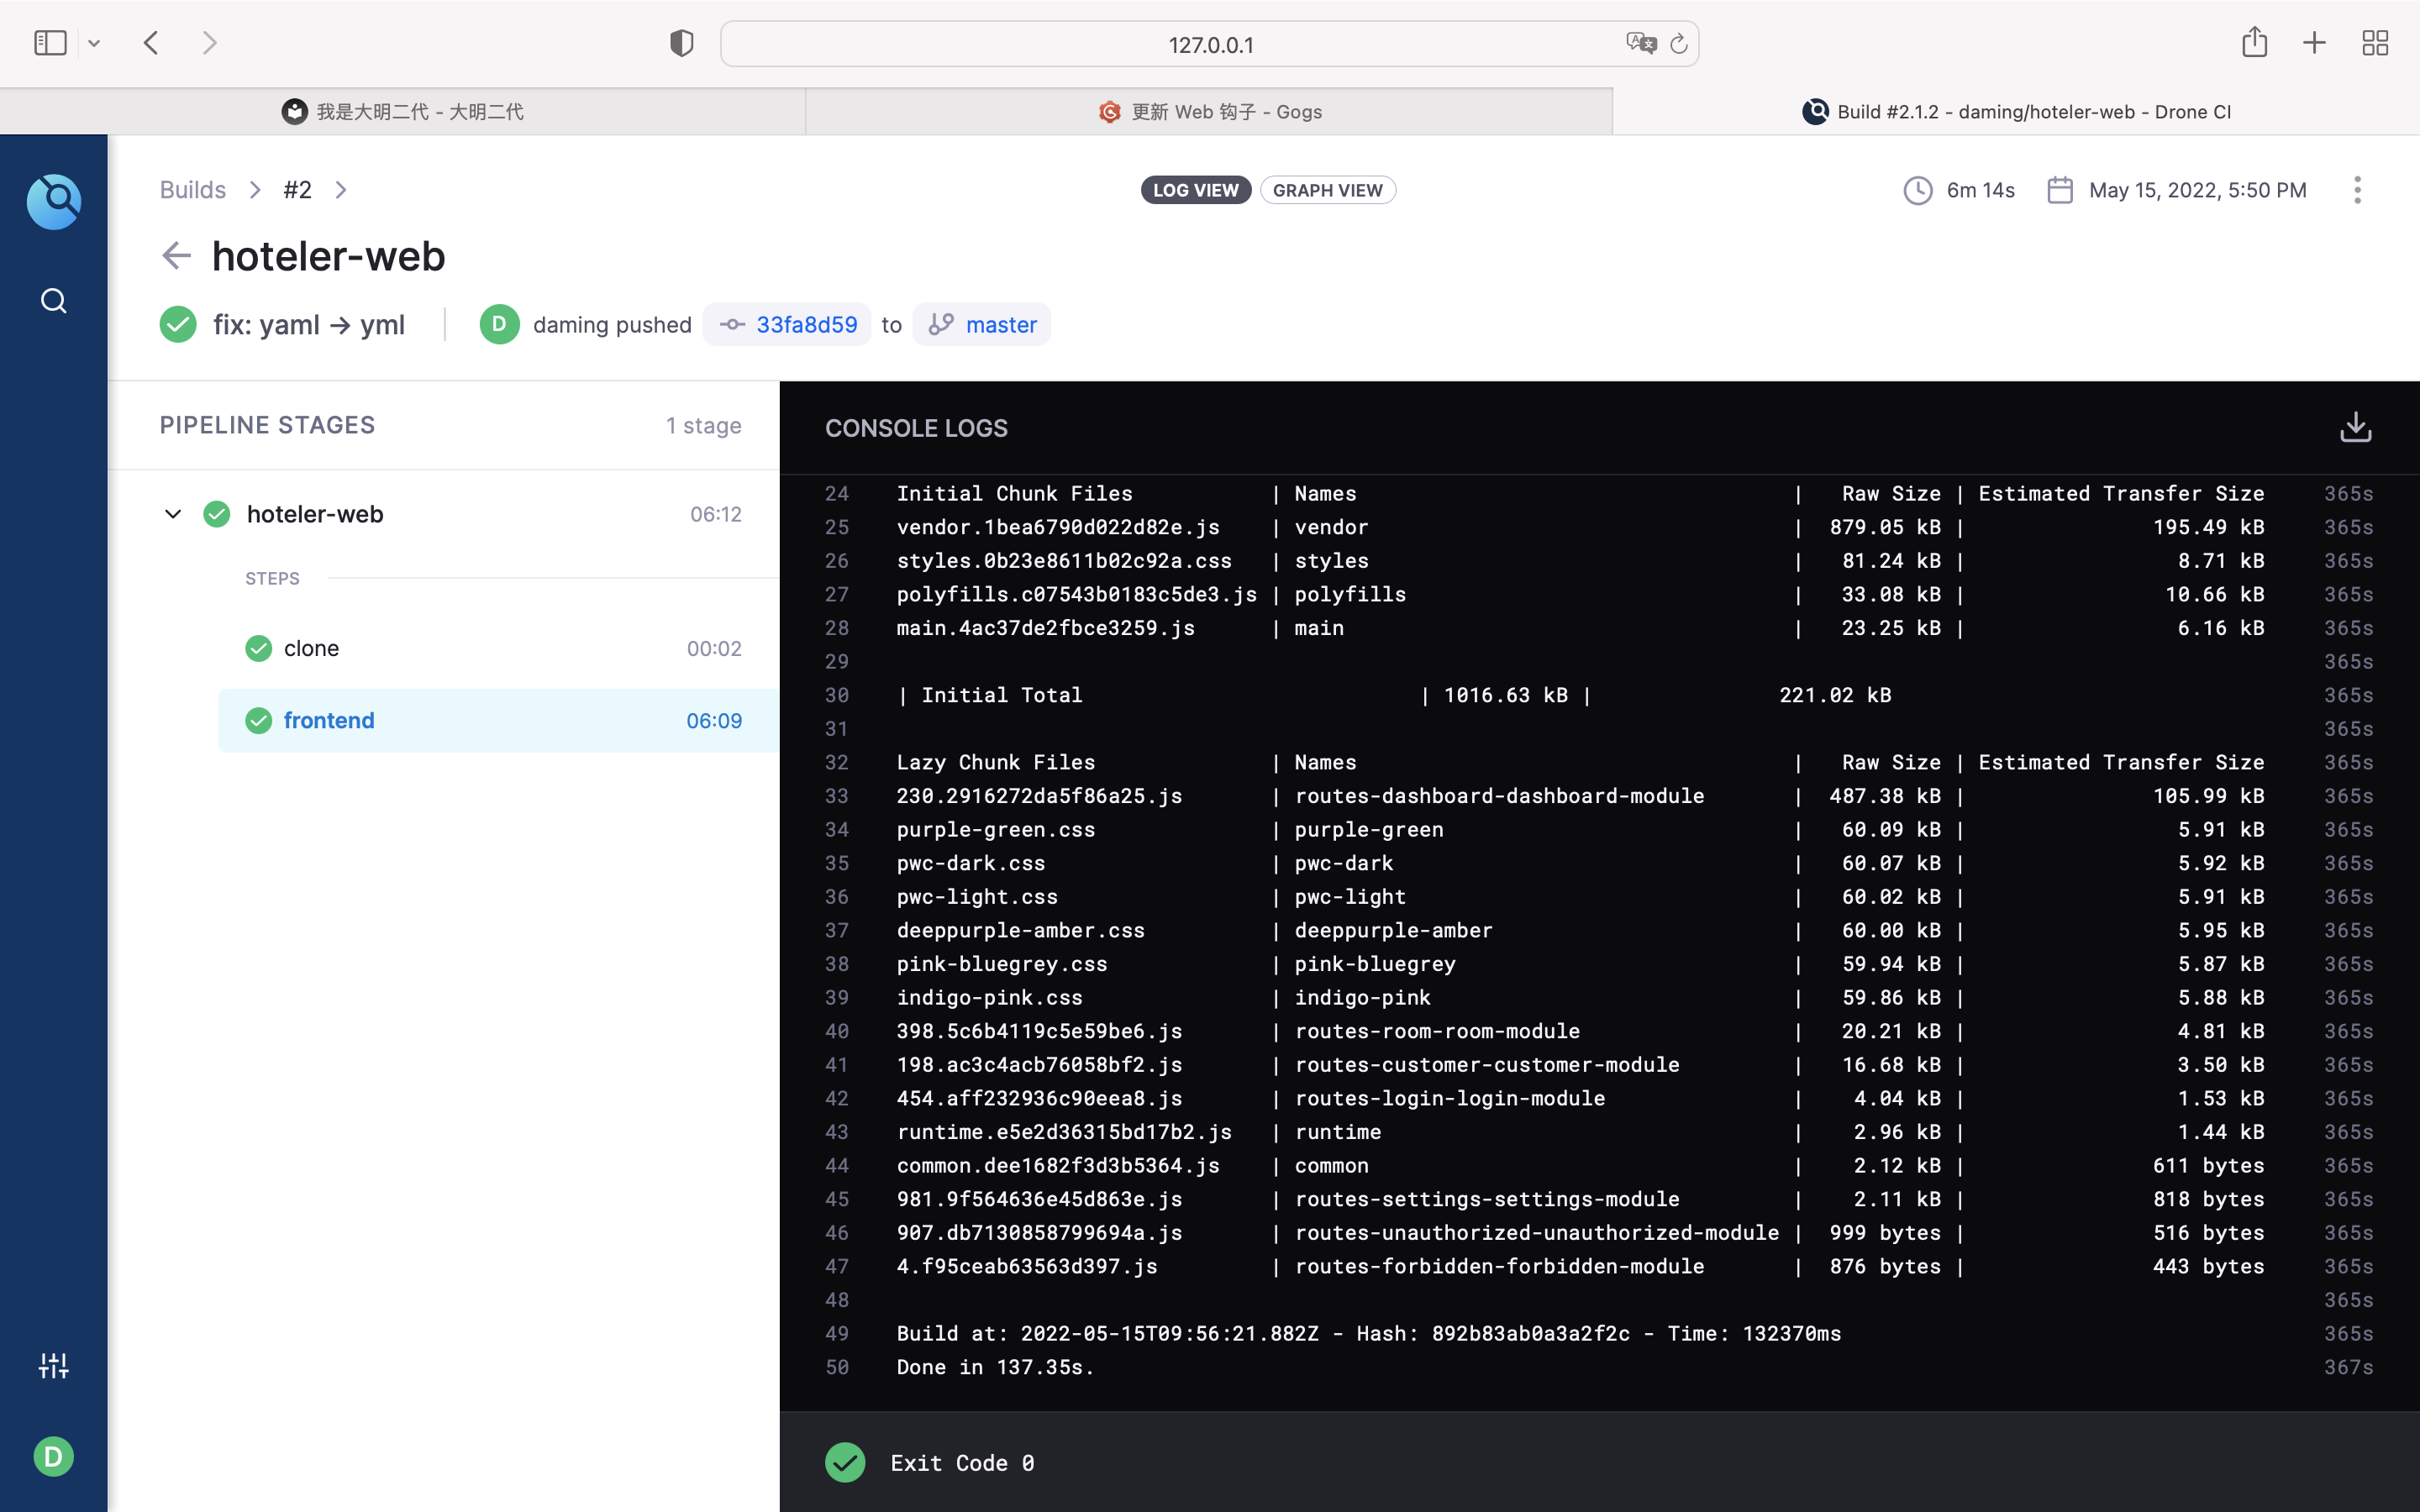 127.0.0.1
我是大明二代 - 大明二代
更新 Web 钩子 - Gogs
Build #2.1.2 - daming/hoteler-web - Drone CI
Builds > #2 >
LOG VIEW GRAPH VIEW
6m 14s May 15, 2022, 5:50 PM
hoteler-web
fix: yaml → yml
D daming pushed 33fa8d59 to master
PIPELINE STAGES 1 stage
hoteler-web 06:12
STEPS
clone 00:02
frontend 06:09
D
CONSOLE LOGS
24 Initial Chunk Files | Names | Raw Size | Estimated Transfer Size 365s
25 vendor.1bea6790d022d82e.js | vendor | 879.05 kB | 195.49 kB 365s
26 styles.0b23e8611b02c92a.css | styles | 81.24 kB | 8.71 kB 365s
27 polyfills.c07543b0183c5de3.js | polyfills | 33.08 kB | 10.66 kB 365s
28 main.4ac37de2fbce3259.js | main | 23.25 kB | 6.16 kB 365s
29 365s
30 | Initial Total | 1016.63 kB | 221.02 kB 365s
31 365s
32 Lazy Chunk Files | Names | Raw Size | Estimated Transfer Size 365s
33 230.2916272da5f86a25.js | routes-dashboard-dashboard-module | 487.38 kB | 105.99 kB 365s
34 purple-green.css | purple-green | 60.09 kB | 5.91 kB 365s
35 pwc-dark.css | pwc-dark | 60.07 kB | 5.92 kB 365s
36 pwc-light.css | pwc-light | 60.02 kB | 5.91 kB 365s
37 deeppurple-amber.css | deeppurple-amber | 60.00 kB | 5.95 kB 365s
38 pink-bluegrey.css | pink-bluegrey | 59.94 kB | 5.87 kB 365s
39 indigo-pink.css | indigo-pink | 59.86 kB | 5.88 kB 365s
40 398.5c6b4119c5e59be6.js | routes-room-room-module | 20.21 kB | 4.81 kB 365s
41 198.ac3c4acb76058bf2.js | routes-customer-customer-module | 16.68 kB | 3.50 kB 365s
42 454.aff232936c90eea8.js | routes-login-login-module | 4.04 kB | 1.53 kB 365s
43 runtime.e5e2d36315bd17b2.js | runtime | 2.96 kB | 1.44 kB 365s
44 common.dee1682f3d3b5364.js | common | 2.12 kB | 611 bytes 365s
45 981.9f564636e45d863e.js | routes-settings-settings-module | 2.11 kB | 818 bytes 365s
46 907.db7130858799694a.js | routes-unauthorized-unauthorized-module | 999 bytes | 516 bytes 365s
47 4.f95ceab63563d397.js | routes-forbidden-forbidden-module | 876 bytes | 443 bytes 365s
48 365s
49 Build at: 2022-05-15T09:56:21.882Z - Hash: 892b83ab0a3a2f2c - Time: 132370ms 365s
50 Done in 137.35s. 367s
Exit Code 0